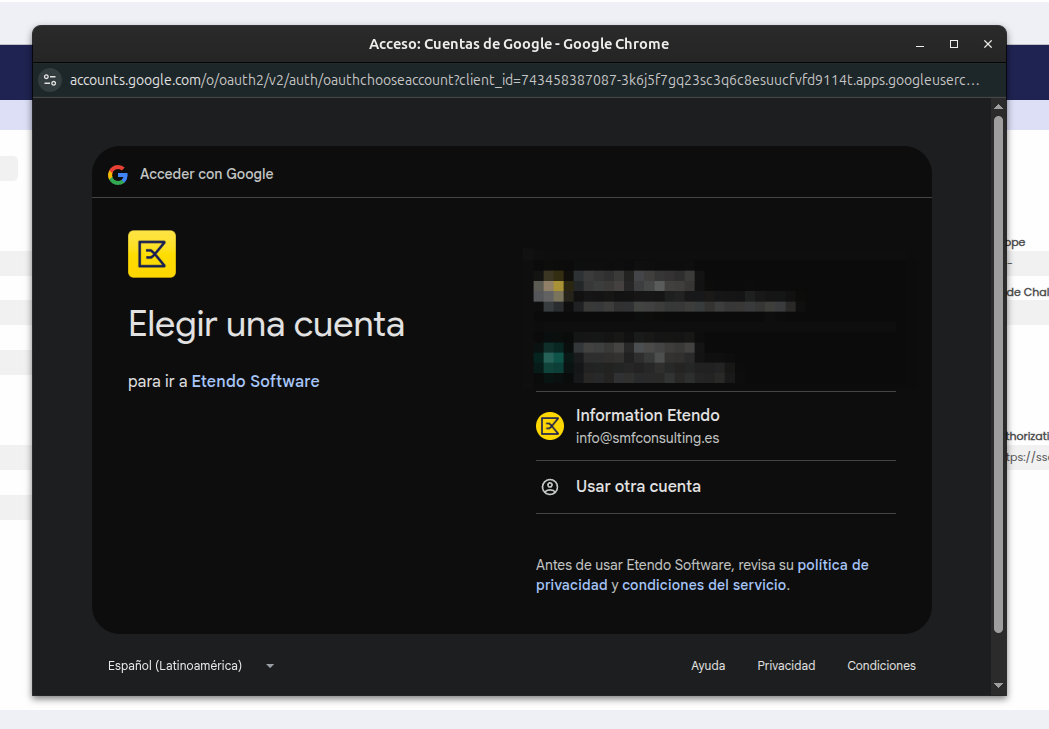 Acceso: Cuentas de Google - Google Chrome
accounts.google.com/o/oauth2/v2/auth/oauthchooseaccount?client_id=743458387087-3k6j5f7gq23sc3q6c8esuucfvfd9114t.apps.googleuserc...
Acceder con Google
Elegir una cuenta
para ir a Etendo Software
Information Etendo
info@smfconsulting.es
Usar otra cuenta
Antes de usar Etendo Software, revisa su política de
privacidad y condiciones del servicio.
Español (Latinoamérica)
Ayuda
Privacidad
Condiciones
ope
de Chal
thorizati
tps://sso